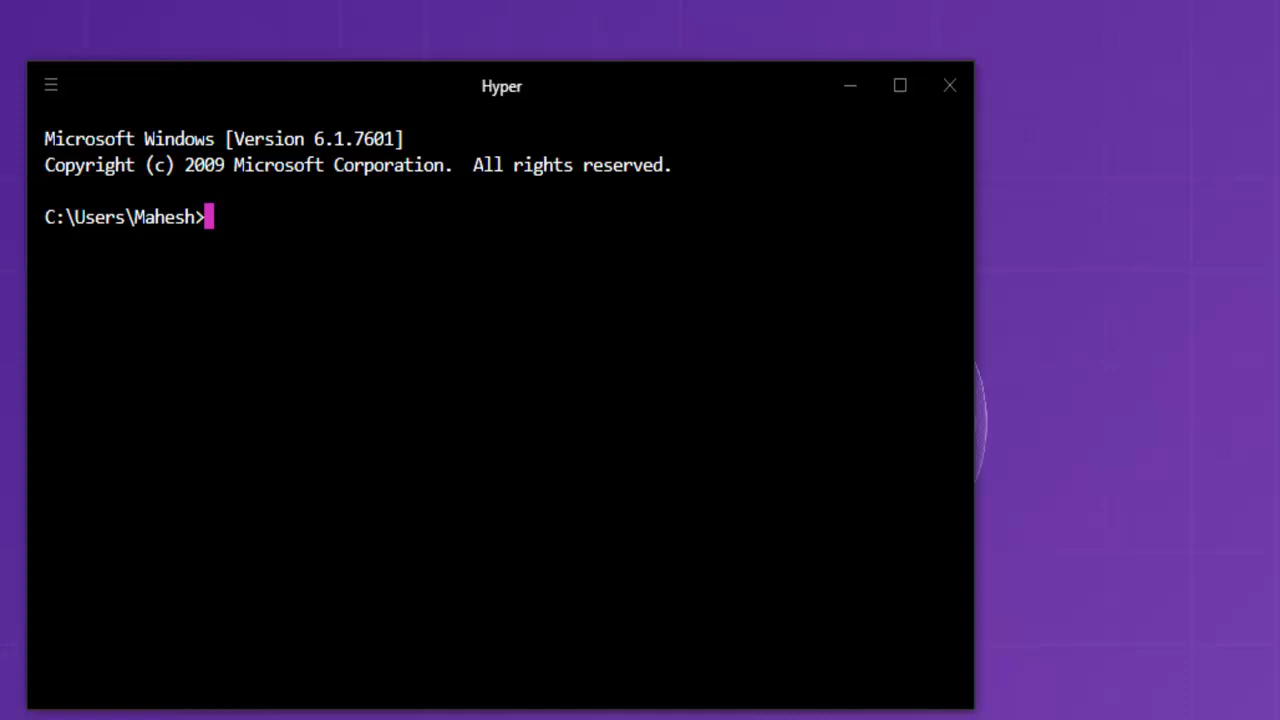 Hyper
Microsoft Windows [Version 6.1.7601]
Copyright (c) 2009 Microsoft Corporation.  All rights reserved.
C:\Users\Mahesh>